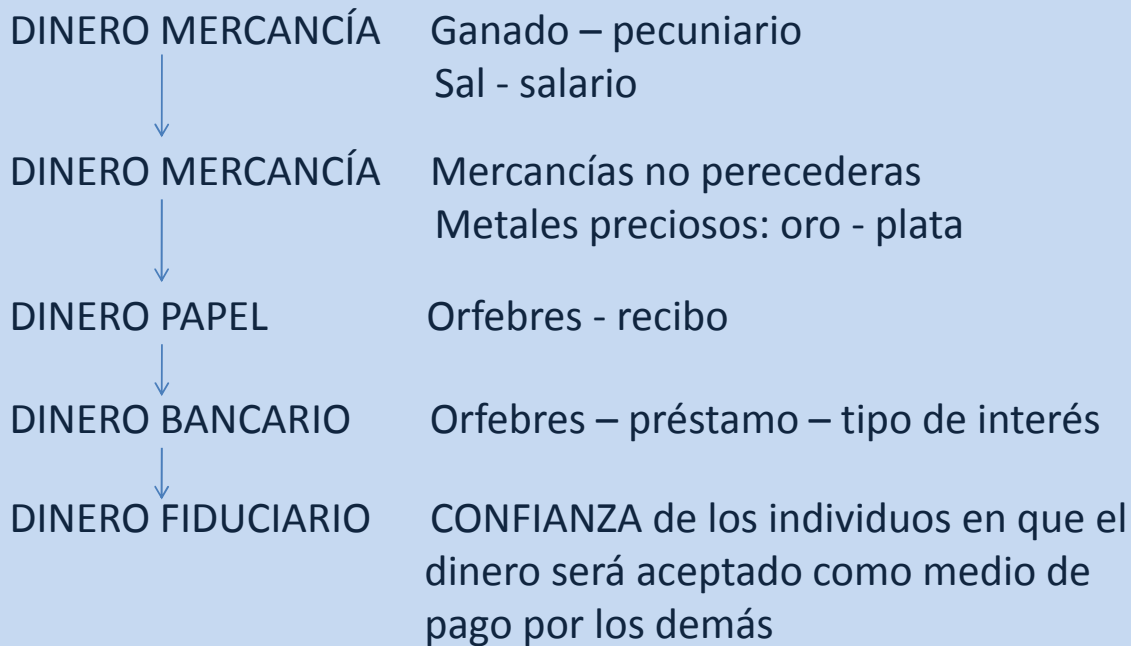 DINERO MERCANCÍA Ganado – pecuniario
Sal - salario
DINERO MERCANCÍA Mercancías no perecederas
Metales preciosos: oro - plata
DINERO PAPEL Orfebres - recibo
DINERO BANCARIO Orfebres – préstamo – tipo de interés
DINERO FIDUCIARIO CONFIANZA de los individuos en que el
dinero será aceptado como medio de
pago por los demás